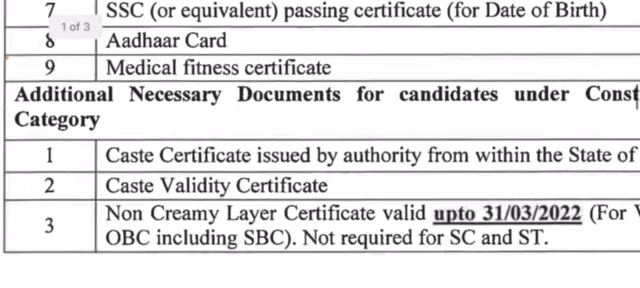 7 SSC (or equivalent) passing certificate (for Date of Birth)
1 of 3
8 Aadhaar Card
9 Medical fitness certificate
Additional Necessary Documents for candidates under Const
Category
1 Caste Certificate issued by authority from within the State of
2 Caste Validity Certificate
3 Non Creamy Layer Certificate valid upto 31/03/2022 (For
OBC including SBC). Not required for SC and ST.